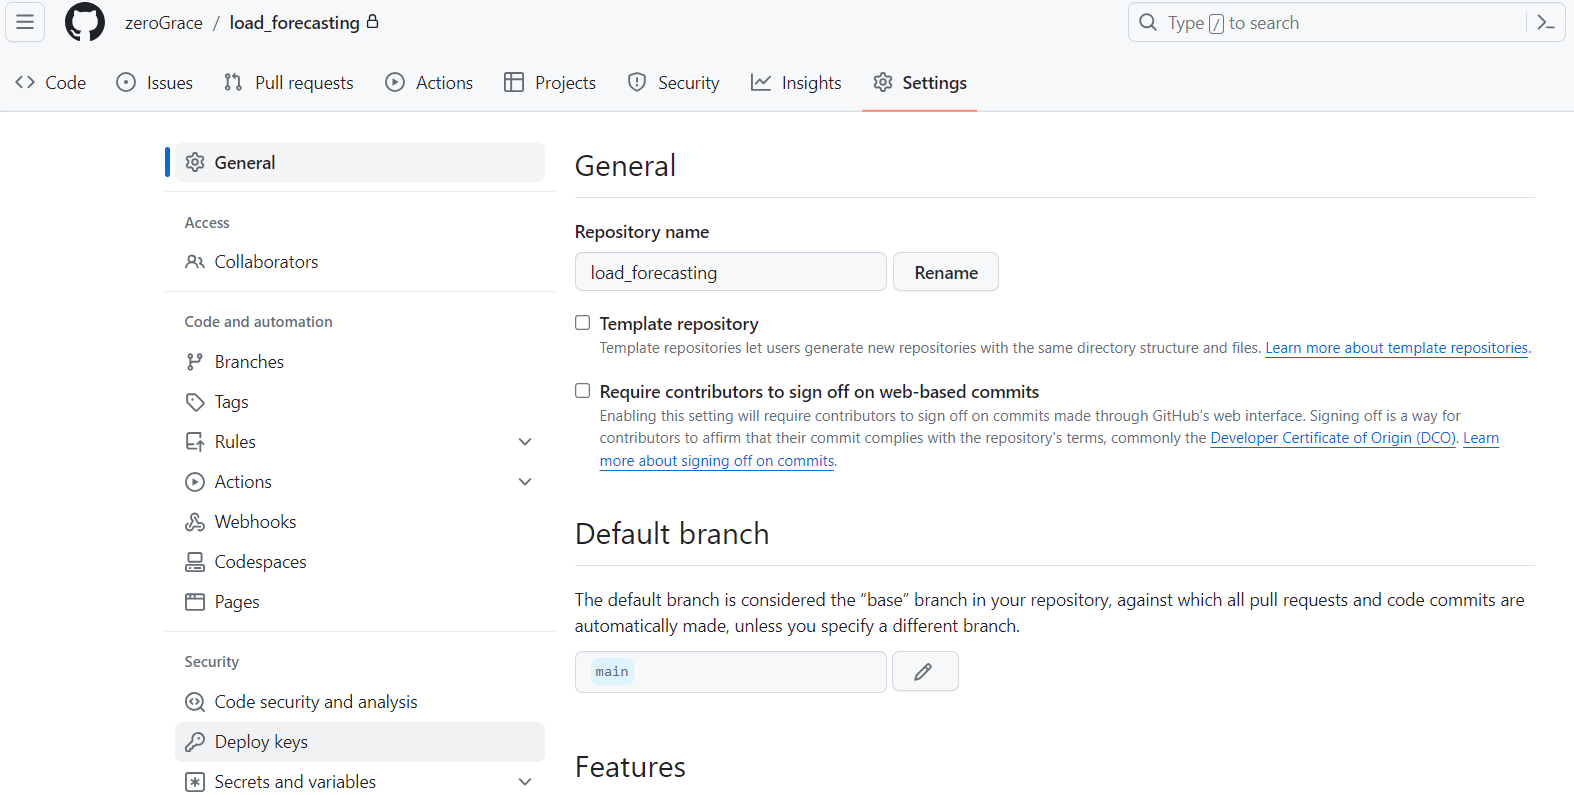 zeroGrace / load_forecasting
Type / to search
Code Issues Pull requests Actions Projects Security Insights Settings
General
Access
Collaborators
Code and automation
Branches
Tags
Rules
Actions
Webhooks
Codespaces
Pages
Security
Code security and analysis
Deploy keys
Secrets and variables
General
Repository name
load_forecasting Rename
Template repository
Template repositories let users generate new repositories with the same directory structure and files. Learn more about template repositories.
Require contributors to sign off on web-based commits
Enabling this setting will require contributors to sign off on commits made through GitHub’s web interface. Signing off is a way for
contributors to affirm that their commit complies with the repository's terms, commonly the Developer Certificate of Origin (DCO). Learn
more about signing off on commits.
Default branch
The default branch is considered the “base” branch in your repository, against which all pull requests and code commits are
automatically made, unless you specify a different branch.
main
Features